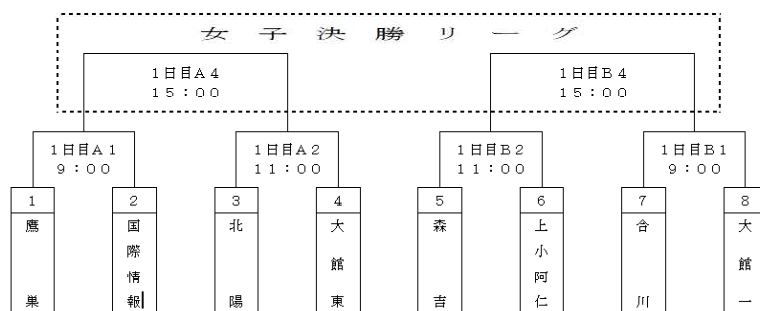 女子決勝リーグ
1日目A4
15:00
1日目B4
15:00
1日目A1
9:00
1日目A2
11:00
1日目B2
11:00
1日目B1
9:00
1
鷹巣
2
国際情報
3
北陽
4
大館東
5
森吉
6
上小阿仁
7
合川
8
大館一